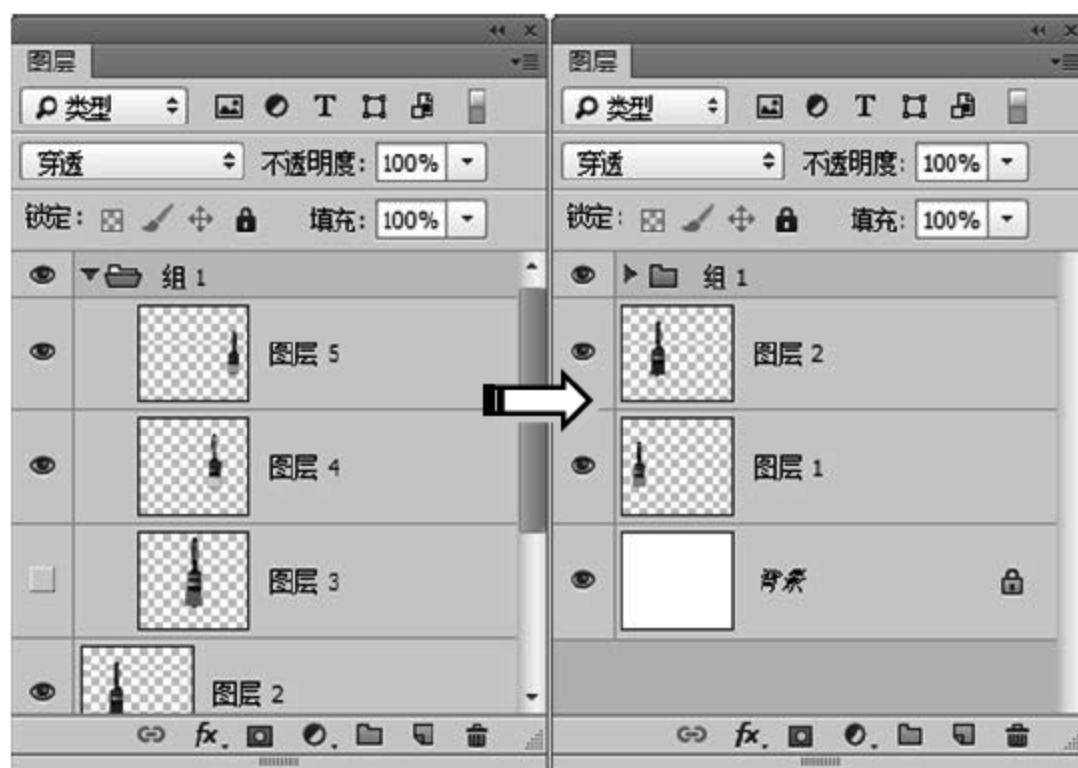 图层
类型
T
穿透
不透明度: 100%
锁定:
填充: 100%
组 1
图层 5
图层 4
图层 3
图层 2
fx.
图层
类型
T
穿透
不透明度: 100%
锁定:
填充: 100%
组 1
图层 2
图层 1
背景
fx.